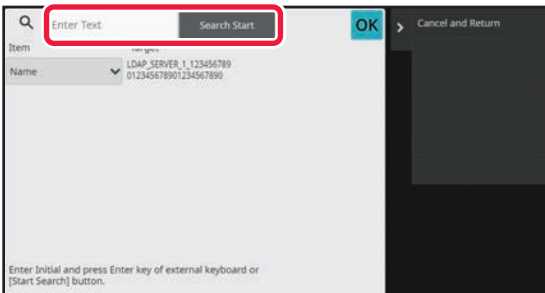 Enter Text
Search Start
OK
Cancel and Return
Item
Target
Name
LDAP_SERVER_1_123456789
012345678901234567890
Enter Initial and press Enter key of external keyboard or
[Start Search] button.